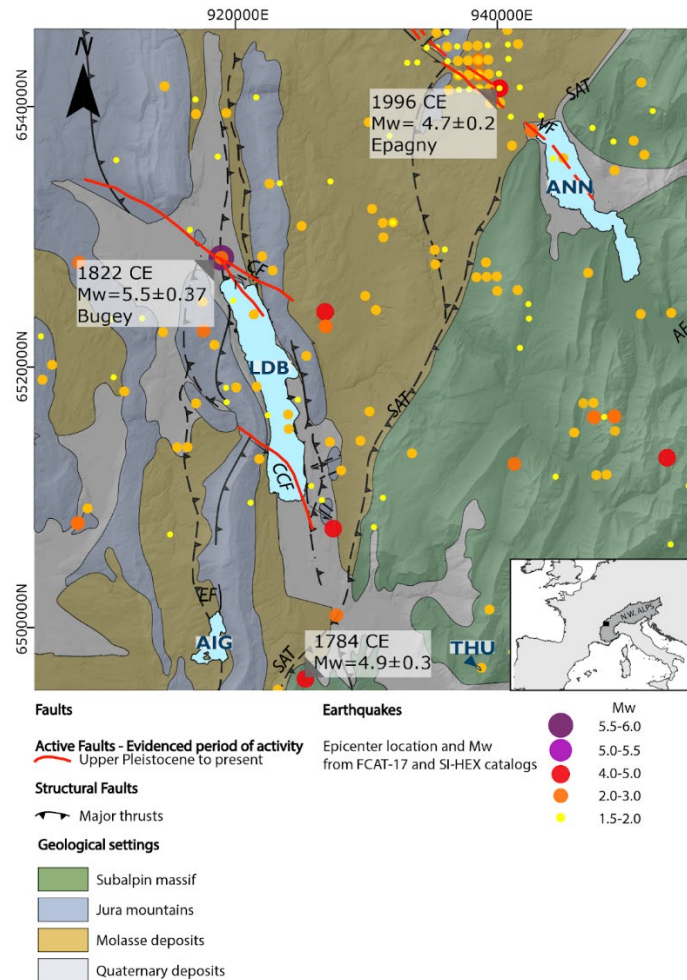 920000E
940000E
6540000N
6520000N
6500000N
N
1996 CE
Mw= 4.7±0.2
Epagny
SAT
VF
ANN
1822 CE
Mw=5.5±0.37
Bugey
CF
LDB
SAT
AF
CCF
EF
AIG
1784 CE
Mw=4.9±0.3
SAT
THU
N.W. ALPS
Faults
Active Faults - Evidenced period of activity
Upper Pleistocene to present
Structural Faults
Major thrusts
Geological settings
Subalpin massif
Jura mountains
Molasse deposits
Quaternary deposits
Earthquakes
Epicenter location and Mw
from FCAT-17 and SI-HEX catalogs
Mw
5.5-6.0
5.0-5.5
4.0-5.0
2.0-3.0
1.5-2.0